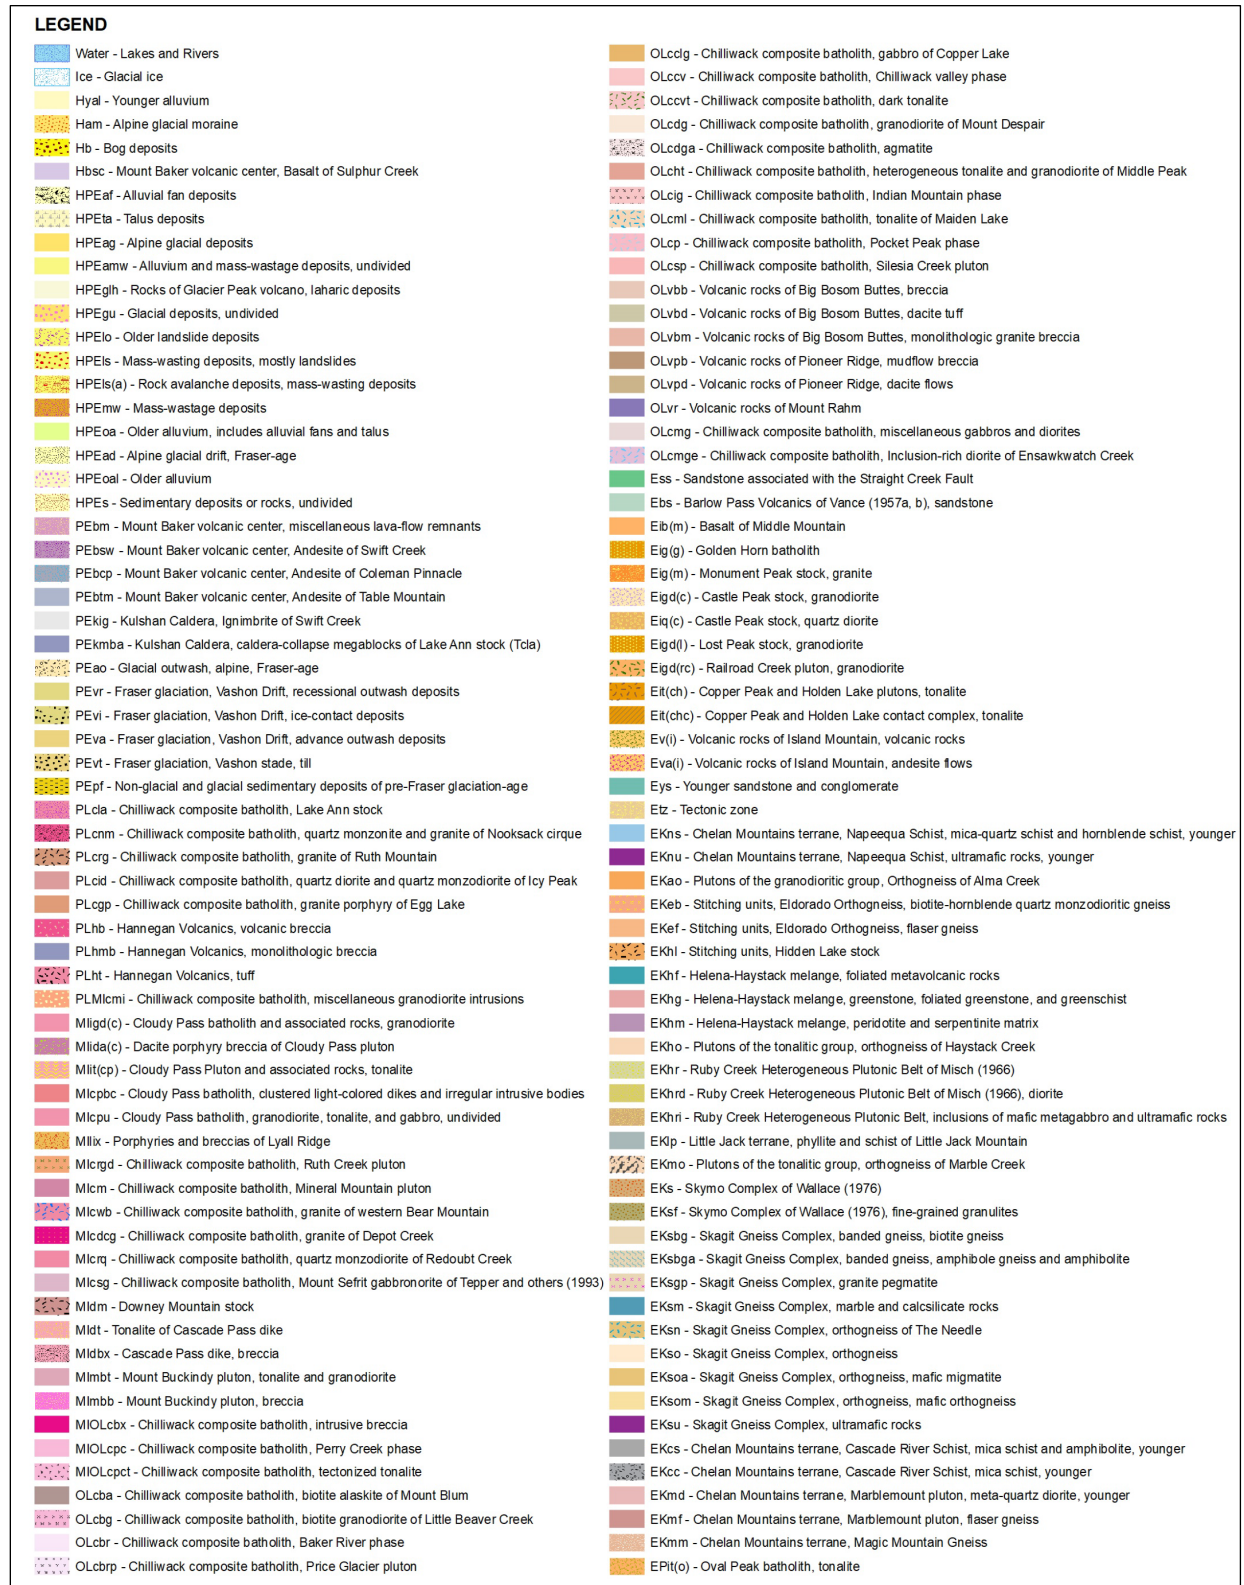 LEGEND
Water - Lakes and Rivers
Ice - Glacial ice
Hyal - Younger alluvium
Ham - Alpine glacial moraine
Hb - Bog deposits
Hbsc - Mount Baker volcanic center, Basalt of Sulphur Creek
HPEaf - Alluvial fan deposits
HPEta - Talus deposits
HPEag - Alpine glacial deposits
HPEamw - Alluvium and mass-wastage deposits, undivided
HPEglh - Rocks of Glacier Peak volcano, laharic deposits
HPEgu - Glacial deposits, undivided
HPElo - Older landslide deposits
HPEls - Mass-wasting deposits, mostly landslides
HPEls(a) - Rock avalanche deposits, mass-wasting deposits
HPEmw - Mass-wastage deposits
HPEoa - Older alluvium, includes alluvial fans and talus
HPEad - Alpine glacial drift, Fraser-age
HPEoal - Older alluvium
HPEs - Sedimentary deposits or rocks, undivided
PEbm - Mount Baker volcanic center, miscellaneous lava-flow remnants
PEbsw - Mount Baker volcanic center, Andesite of Swift Creek
PEbcp - Mount Baker volcanic center, Andesite of Coleman Pinnacle
PEbtm - Mount Baker volcanic center, Andesite of Table Mountain
PEkig - Kulshan Caldera, Ignimbrite of Swift Creek
PEkmba - Kulshan Caldera, caldera-collapse megablocks of Lake Ann stock (Tcla)
PEao - Glacial outwash, alpine, Fraser-age
PEvr - Fraser glaciation, Vashon Drift, recessional outwash deposits
PEvi - Fraser glaciation, Vashon Drift, ice-contact deposits
PEva - Fraser glaciation, Vashon Drift, advance outwash deposits
PEvt - Fraser glaciation, Vashon stade, till
PEpf - Non-glacial and glacial sedimentary deposits of pre-Fraser glaciation-age
PLcla - Chilliwack composite batholith, Lake Ann stock
PLcnm - Chilliwack composite batholith, quartz monzonite and granite of Nooksack cirque
PLcrg - Chilliwack composite batholith, granite of Ruth Mountain
PLcid - Chilliwack composite batholith, quartz diorite and quartz monzodiorite of Icy Peak
PLcgp - Chilliwack composite batholith, granite porphyry of Egg Lake
PLhb - Hannegan Volcanics, volcanic breccia
PLhmb - Hannegan Volcanics, monolithologic breccia
PLht - Hannegan Volcanics, tuff
PLMIcmi - Chilliwack composite batholith, miscellaneous granodiorite intrusions
MIigd(c) - Cloudy Pass batholith and associated rocks, granodiorite
MIida(c) - Dacite porphyry breccia of Cloudy Pass pluton
MIit(cp) - Cloudy Pass Pluton and associated rocks, tonalite
MIcpbc - Cloudy Pass batholith, clustered light-colored dikes and irregular intrusive bodies
MIcpu - Cloudy Pass batholith, granodiorite, tonalite, and gabbro, undivided
MIlix - Porphyries and breccias of Lyall Ridge
MIcrgd - Chilliwack composite batholith, Ruth Creek pluton
MIcm - Chilliwack composite batholith, Mineral Mountain pluton
MIcwb - Chilliwack composite batholith, granite of western Bear Mountain
MIcdcg - Chilliwack composite batholith, granite of Depot Creek
MIcrq - Chilliwack composite batholith, quartz monzodiorite of Redoubt Creek
MIcsg - Chilliwack composite batholith, Mount Sefrit gabbronorite of Tepper and others (1993)
MIdm - Downey Mountain stock
MIdt - Tonalite of Cascade Pass dike
MIdbx - Cascade Pass dike, breccia
MImbt - Mount Buckindy pluton, tonalite and granodiorite
MImbb - Mount Buckindy pluton, breccia
MIOLcbx - Chilliwack composite batholith, intrusive breccia
MIOLcpc - Chilliwack composite batholith, Perry Creek phase
MIOLcpct - Chilliwack composite batholith, tectonized tonalite
OLcba - Chilliwack composite batholith, biotite alaskite of Mount Blum
OLcbg - Chilliwack composite batholith, biotite granodiorite of Little Beaver Creek
OLcbr - Chilliwack composite batholith, Baker River phase
OLcbrp - Chilliwack composite batholith, Price Glacier pluton
OLcclg - Chilliwack composite batholith, gabbro of Copper Lake
OLccv - Chilliwack composite batholith, Chilliwack valley phase
OLccvt - Chilliwack composite batholith, dark tonalite
OLcdg - Chilliwack composite batholith, granodiorite of Mount Despair
OLcdga - Chilliwack composite batholith, agmatite
OLcht - Chilliwack composite batholith, heterogeneous tonalite and granodiorite of Middle Peak
OLcig - Chilliwack composite batholith, Indian Mountain phase
OLcml - Chilliwack composite batholith, tonalite of Maiden Lake
OLcp - Chilliwack composite batholith, Pocket Peak phase
OLcsp - Chilliwack composite batholith, Silesia Creek pluton
OLvbb - Volcanic rocks of Big Bosom Buttes, breccia
OLvbd - Volcanic rocks of Big Bosom Buttes, dacite tuff
OLvbm - Volcanic rocks of Big Bosom Buttes, monolithologic granite breccia
OLvpb - Volcanic rocks of Pioneer Ridge, mudflow breccia
OLvpd - Volcanic rocks of Pioneer Ridge, dacite flows
OLvr - Volcanic rocks of Mount Rahm
OLcmg - Chilliwack composite batholith, miscellaneous gabbros and diorites
OLcmge - Chilliwack composite batholith, Inclusion-rich diorite of Ensawkwatch Creek
Ess - Sandstone associated with the Straight Creek Fault
Ebs - Barlow Pass Volcanics of Vance (1957a, b), sandstone
Eib(m) - Basalt of Middle Mountain
Eig(g) - Golden Horn batholith
Eig(m) - Monument Peak stock, granite
Eigd(c) - Castle Peak stock, granodiorite
Eiq(c) - Castle Peak stock, quartz diorite
Eigd(l) - Lost Peak stock, granodiorite
Eigd(rc) - Railroad Creek pluton, granodiorite
Eit(ch) - Copper Peak and Holden Lake plutons, tonalite
Eit(chc) - Copper Peak and Holden Lake contact complex, tonalite
Ev(i) - Volcanic rocks of Island Mountain, volcanic rocks
Eva(i) - Volcanic rocks of Island Mountain, andesite flows
Eys - Younger sandstone and conglomerate
Etz - Tectonic zone
EKns - Chelan Mountains terrane, Napeequa Schist, mica-quartz schist and hornblende schist, younger
EKnu - Chelan Mountains terrane, Napeequa Schist, ultramafic rocks, younger
EKao - Plutons of the granodioritic group, Orthogneiss of Alma Creek
EKeb - Stitching units, Eldorado Orthogneiss, biotite-hornblende quartz monzodioritic gneiss
EKef - Stitching units, Eldorado Orthogneiss, flaser gneiss
EKhl - Stitching units, Hidden Lake stock
EKhf - Helena-Haystack melange, foliated metavolcanic rocks
EKhg - Helena-Haystack melange, greenstone, foliated greenstone, and greenschist
EKhm - Helena-Haystack melange, peridotite and serpentinite matrix
EKho - Plutons of the tonalitic group, orthogneiss of Haystack Creek
EKhr - Ruby Creek Heterogeneous Plutonic Belt of Misch (1966)
EKhrd - Ruby Creek Heterogeneous Plutonic Belt of Misch (1966), diorite
EKhri - Ruby Creek Heterogeneous Plutonic Belt, inclusions of mafic metagabbro and ultramafic rocks
EKlp - Little Jack terrane, phyllite and schist of Little Jack Mountain
EKmo - Plutons of the tonalitic group, orthogneiss of Marble Creek
EKs - Skymo Complex of Wallace (1976)
EKsf - Skymo Complex of Wallace (1976), fine-grained granulites
EKsbg - Skagit Gneiss Complex, banded gneiss, biotite gneiss
EKsbga - Skagit Gneiss Complex, banded gneiss, amphibole gneiss and amphibolite
EKsgp - Skagit Gneiss Complex, granite pegmatite
EKsm - Skagit Gneiss Complex, marble and calcsilicate rocks
EKsn - Skagit Gneiss Complex, orthogneiss of The Needle
EKso - Skagit Gneiss Complex, orthogneiss
EKsoa - Skagit Gneiss Complex, orthogneiss, mafic migmatite
EKsom - Skagit Gneiss Complex, orthogneiss, mafic orthogneiss
EKsu - Skagit Gneiss Complex, ultramafic rocks
EKcs - Chelan Mountains terrane, Cascade River Schist, mica schist and amphibolite, younger
EKcc - Chelan Mountains terrane, Cascade River Schist, mica schist, younger
EKmd - Chelan Mountains terrane, Marblemount pluton, meta-quartz diorite, younger
EKmf - Chelan Mountains terrane, Marblemount pluton, flaser gneiss
EKmm - Chelan Mountains terrane, Magic Mountain Gneiss
EPit(o) - Oval Peak batholith, tonalite